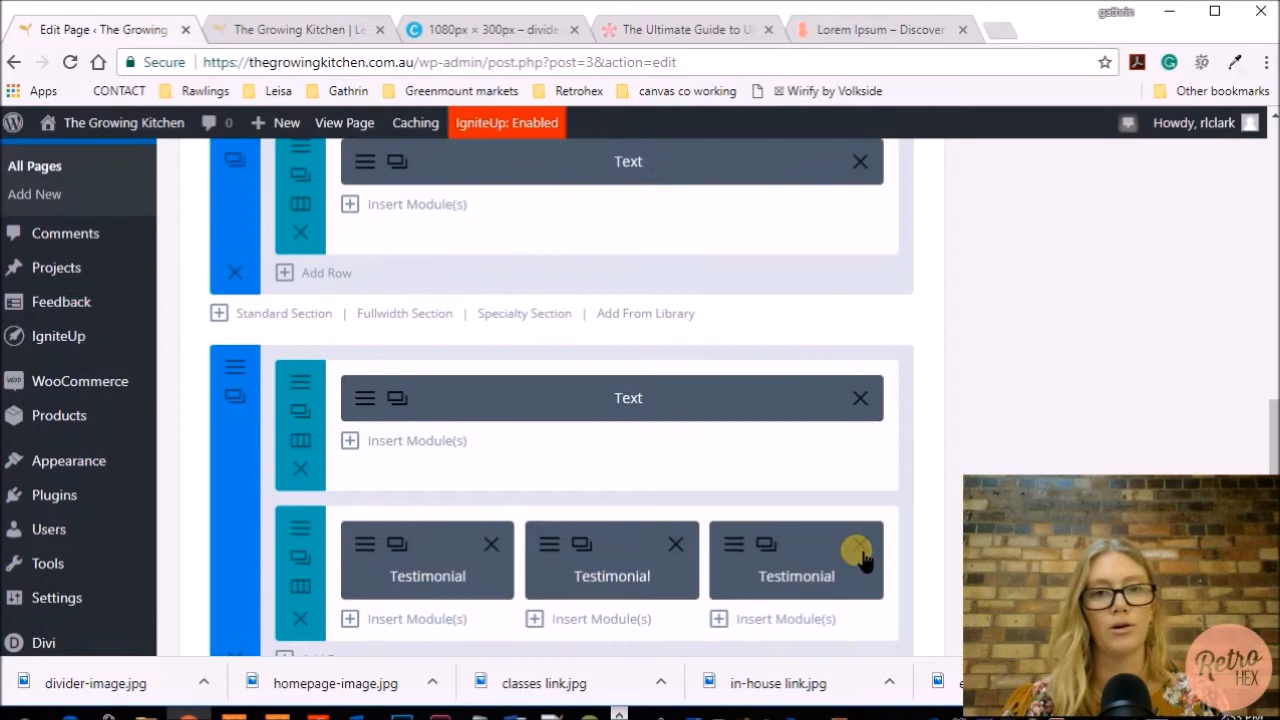 gathrin
Edit Page ‹ The Growing
The Growing Kitchen | Le
1080px × 300px – divide
The Ultimate Guide to U
Lorem Ipsum – Discover
Secure
https://thegrowingkitchen.com.au/wp-admin/post.php?post=3&action=edit
Apps CONTACT Rawlings Leisa Gathrin Greenmount markets Retrohex canvas co working Wirify by Volkside Other bookmarks
The Growing Kitchen 0 New View Page Caching IgniteUp: Enabled Howdy, rlclark
All Pages
Add New
Comments
Projects
Feedback
IgniteUp
WooCommerce
Products
Appearance
Plugins
Users
Tools
Settings
Divi
Text
Insert Module(s)
Add Row
Standard Section | Fullwidth Section | Specialty Section | Add From Library
Text
Insert Module(s)
Testimonial Testimonial Testimonial
Insert Module(s) Insert Module(s) Insert Module(s)
divider-image.jpg homepage-image.jpg classes link.jpg in-house link.jpg
Retro
HEX